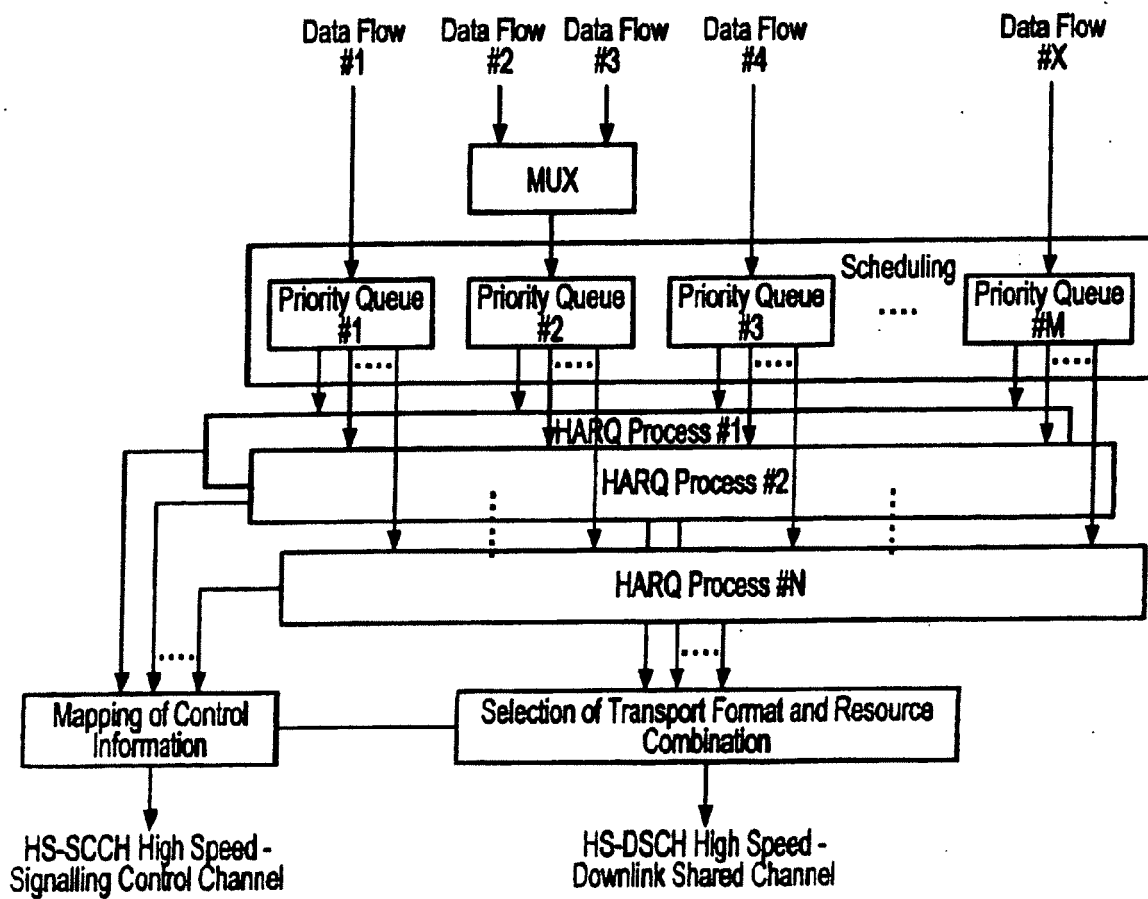 Data Flow
#1
Data Flow
#2
Data Flow
#3
Data Flow
#4
Data Flow
#X
MUX
Scheduling
Priority Queue
#1
Priority Queue
#2
Priority Queue
#3
Priority Queue
#M
HARQ Process #1
HARQ Process #2
HARQ Process #N
Mapping of Control
Information
Selection of Transport Format and Resource
Combination
HS-SCCH High Speed -
Signalling Control Channel
HS-DSCH High Speed -
Downlink Shared Channel